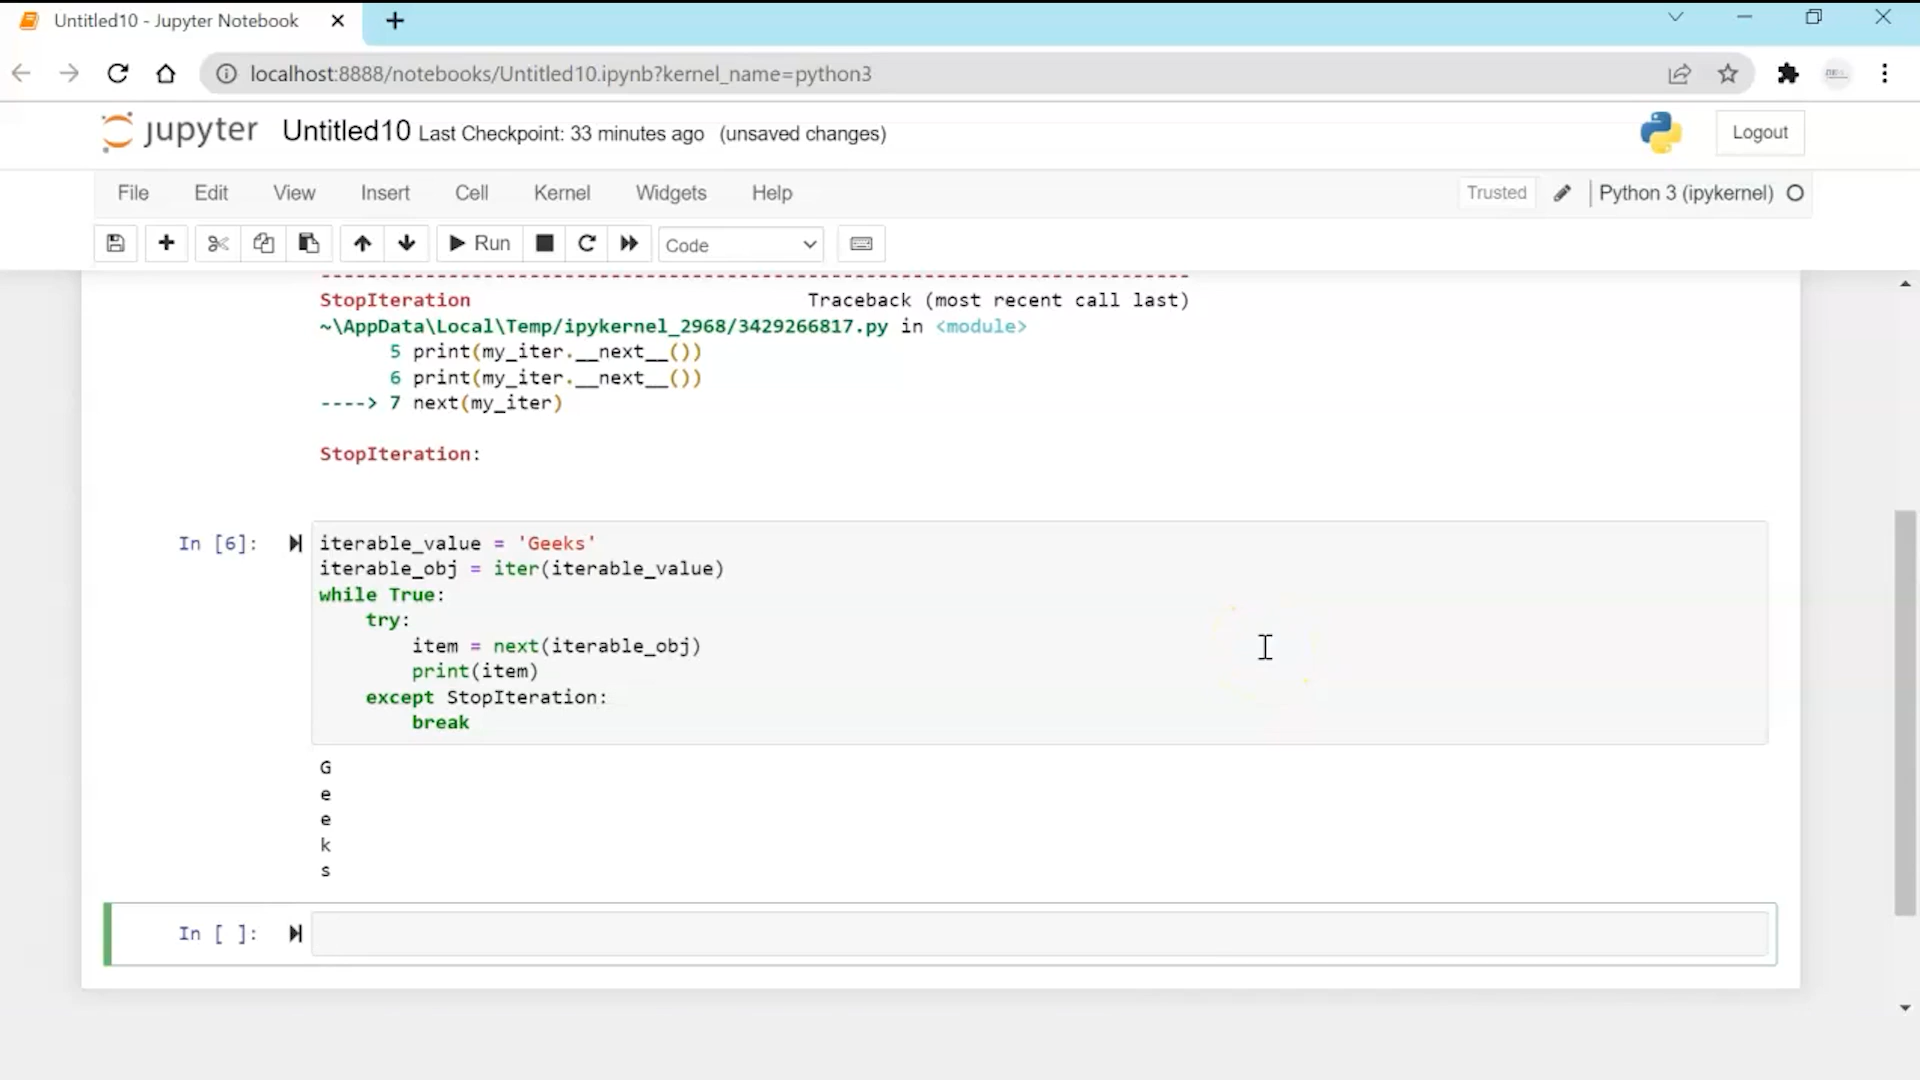 Untitled10 - Jupyter Notebook
localhost:8888/notebooks/Untitled10.ipynb?kernel_name=python3
jupyter Untitled10 Last Checkpoint: 33 minutes ago (unsaved changes) Logout
File Edit View Insert Cell Kernel Widgets Help Trusted Python 3 (ipykernel)
Run Code
---------------------------------------------------------------------------
StopIteration Traceback (most recent call last)
~\AppData\Local\Temp/ipykernel_2968/3429266817.py in <module>
5 print(my_iter.__next__())
6 print(my_iter.__next__())
----> 7 next(my_iter)
StopIteration:
In [6]: iterable_value = 'Geeks'
iterable_obj = iter(iterable_value)
while True:
    try:
        item = next(iterable_obj)
        print(item)
    except StopIteration:
        break
G
e
e
k
s
In [ ]: